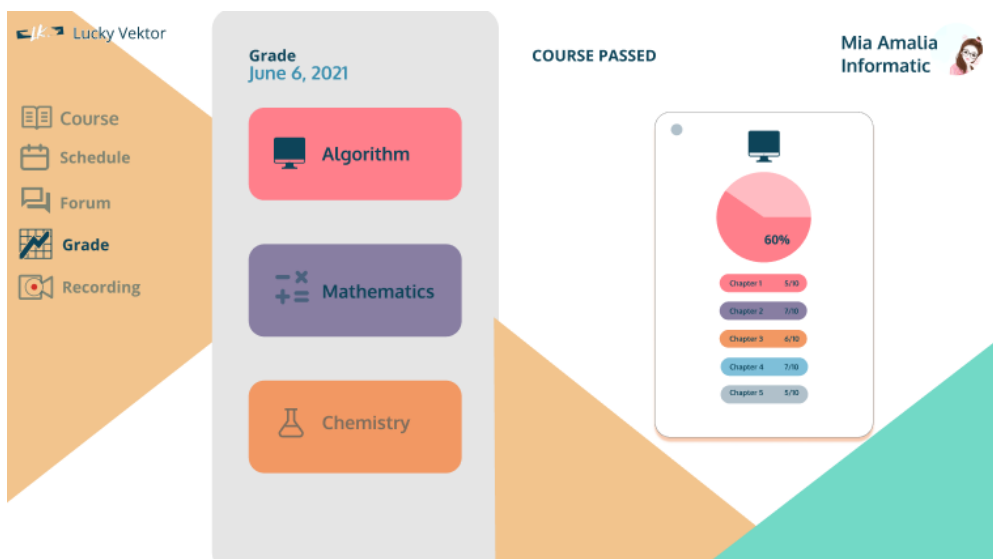 Lucky Vektor
Course
Schedule
Forum
Grade
Recording
Grade
June 6, 2021
Algorithm
Mathematics
Chemistry
COURSE PASSED
Mia Amalia
Informatic
60%
Chapter 1 5/10
Chapter 2 7/10
Chapter 3 6/10
Chapter 4 7/10
Chapter 5 5/10